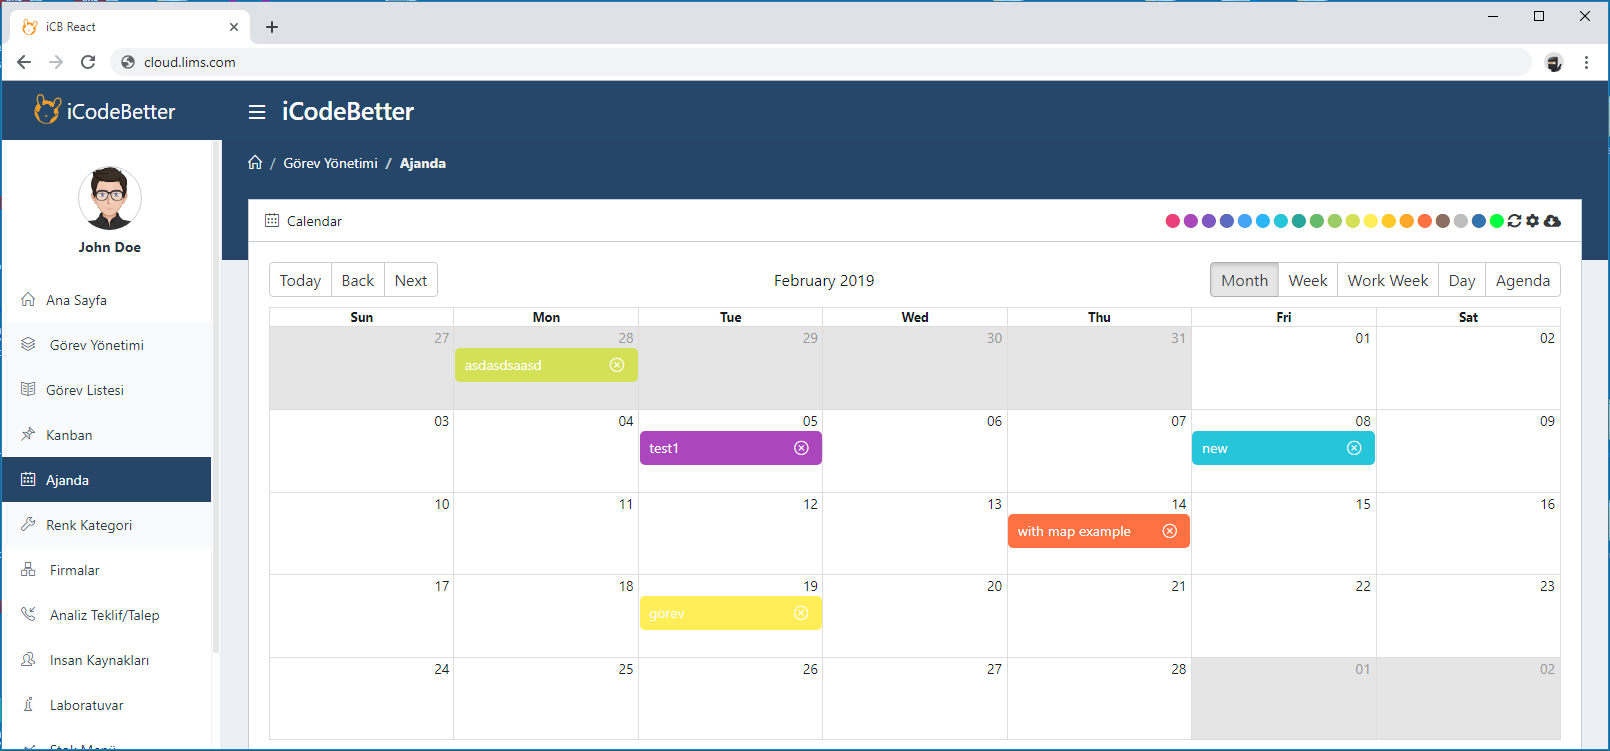 iCB React
cloud.lims.com
iCodeBetter
iCodeBetter
Görev Yönetimi / Ajanda
John Doe
Ana Sayfa
Görev Yönetimi
Görev Listesi
Kanban
Ajanda
Renk Kategori
Firmalar
Analiz Teklif/Talep
Insan Kaynakları
Laboratuvar
Stok Menü
Calendar
Today Back Next
February 2019
Month Week Work Week Day Agenda
Sun Mon Tue Wed Thu Fri Sat
27 28 29 30 31 01 02
asdasdsaasd
03 04 05 06 07 08 09
test1 new
10 11 12 13 14 15 16
with map example
17 18 19 20 21 22 23
gorev
24 25 26 27 28 01 02